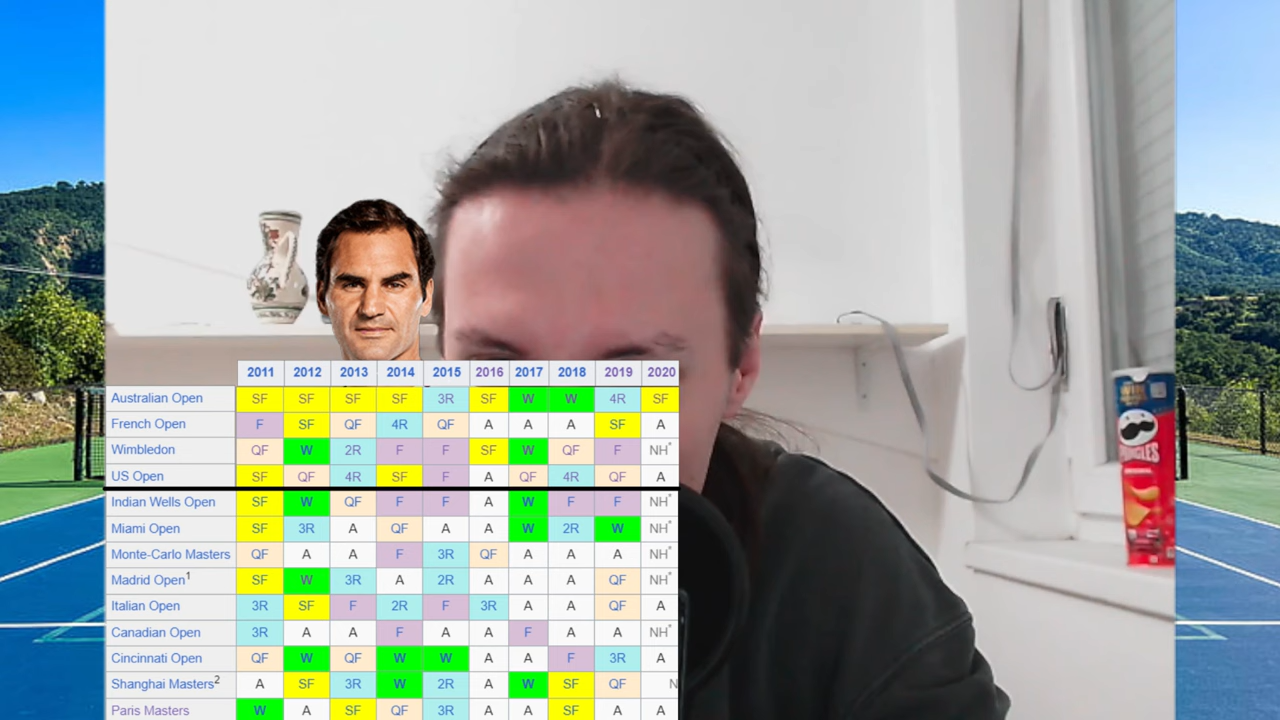 2011 2012 2013 2014 2015 2016 2017 2018 2019 2020
Australian Open SF SF SF SF 3R SF W W 4R SF
French Open F SF QF 4R QF A A A SF A
Wimbledon QF W 2R F F SF W QF F NH*
US Open SF QF 4R SF F A QF 4R QF A
Indian Wells Open SF W QF F F A W F F NH*
Miami Open SF 3R A QF A A W 2R W NH*
Monte-Carlo Masters QF A A F 3R QF A A A NH*
Madrid Open1 SF W 3R A 2R A A A QF NH*
Italian Open 3R SF F 2R F 3R A A QF A
Canadian Open 3R A A F A A F A A NH*
Cincinnati Open QF W QF W W A A F 3R A
Shanghai Masters2 A SF 3R W 2R A W SF QF N
Paris Masters W A SF QF 3R A A SF A A
PRINGLES
ORIGINAL